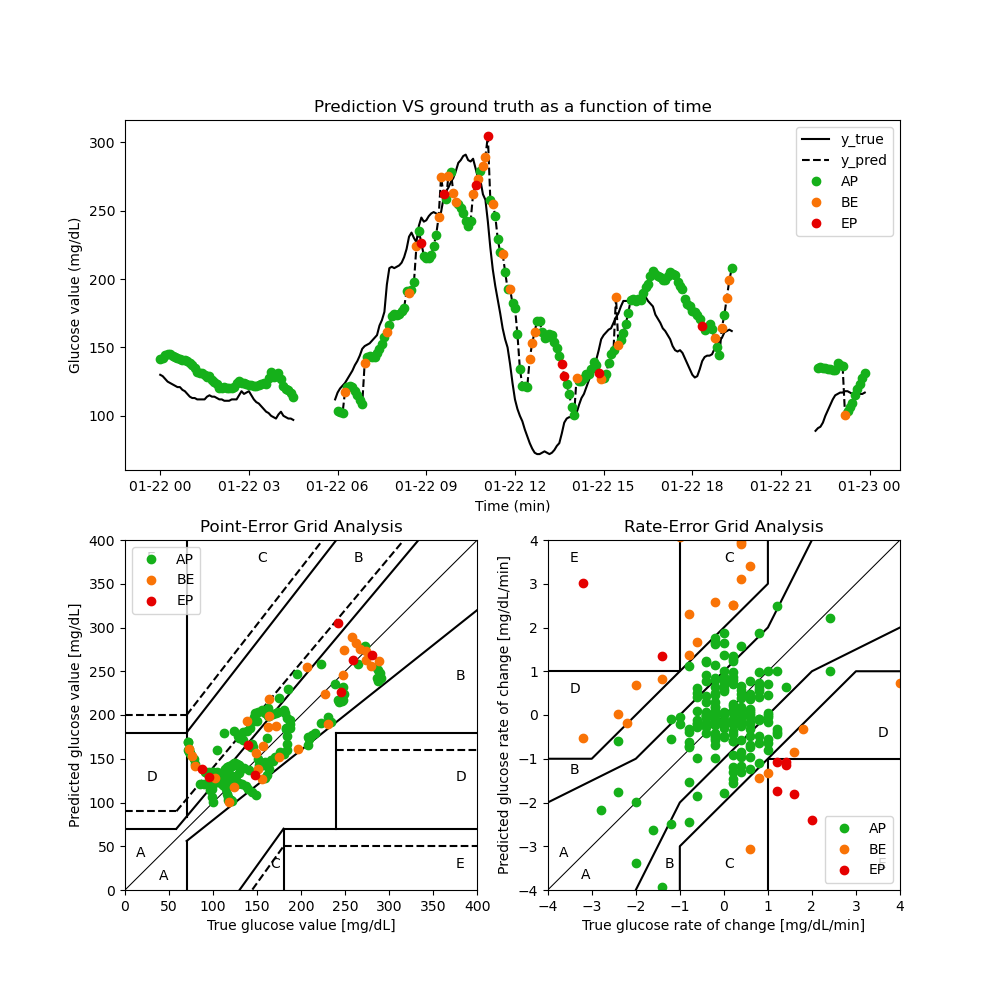 Prediction VS ground truth as a function of time
Glucose value (mg/dL)
300
250
200
150
100
y_true
y_pred
AP
BE
EP
01-22 00 01-22 03 01-22 06 01-22 09 01-22 12 01-22 15 01-22 18 01-22 21 01-23 00
Time (min)
Point-Error Grid Analysis
Predicted glucose value [mg/dL]
400
350
300
250
200
150
100
50
0
AP
BE
EP
C
B
B
D
D
A
A
C
E
0 50 100 150 200 250 300 350 400
True glucose value [mg/dL]
Rate-Error Grid Analysis
Predicted glucose rate of change [mg/dL/min]
4
3
2
1
0
−1
−2
−3
−4
E
C
D
D
B
A
A
B
C
AP
BE
EP
−4 −3 −2 −1 0 1 2 3 4
True glucose rate of change [mg/dL/min]